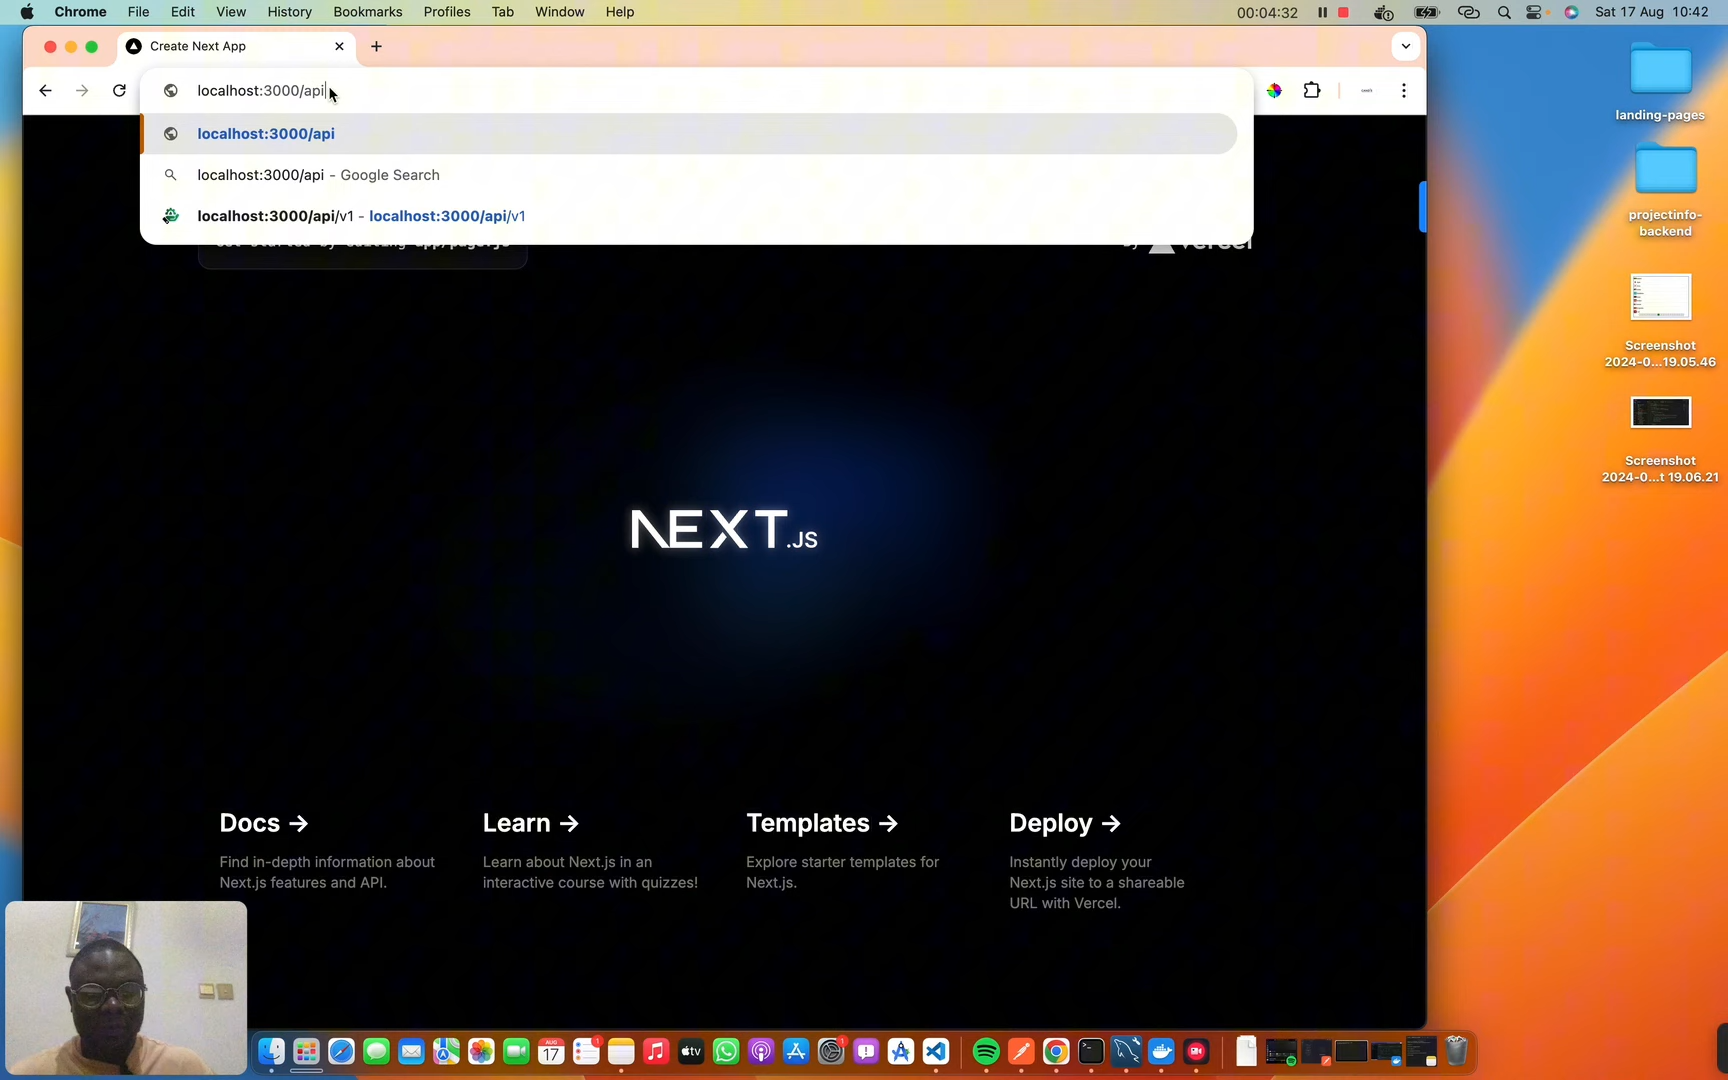 Chrome File Edit View History Bookmarks Profiles Tab Window Help
00:04:32
Sat 17 Aug 10:42
Create Next App
localhost:3000/api
localhost:3000/api
localhost:3000/api - Google Search
localhost:3000/api/v1 - localhost:3000/api/v1
NEXT.JS
Docs ->
Find in-depth information about
Next.js features and API.
Learn ->
Learn about Next.js in an
interactive course with quizzes!
Templates ->
Explore starter templates for
Next.js.
Deploy ->
Instantly deploy your
Next.js site to a shareable
URL with Vercel.
landing-pages
projectinfo-
backend
Screenshot
2024-0...19.05.46
Screenshot
2024-0...t 19.06.21
AUG
17
1
tv
1